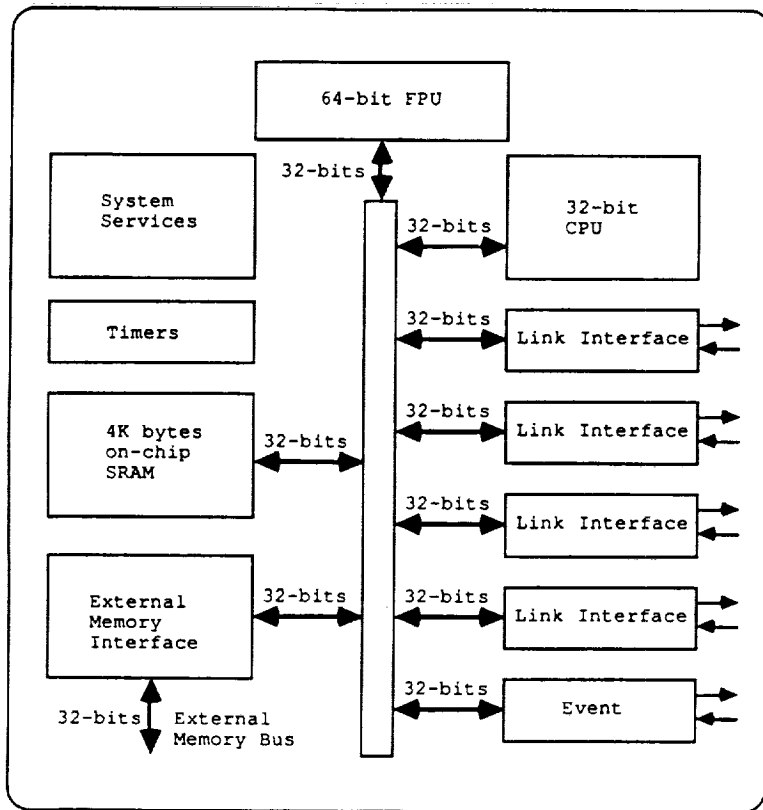 64-bit FPU
32-bits
System
Services
32-bits
32-bit
CPU
Timers
32-bits
Link Interface
4K bytes
on-chip
SRAM
32-bits
32-bits
Link Interface
32-bits
Link Interface
External
Memory
Interface
32-bits
32-bits
Link Interface
32-bits
Event
32-bits
External
Memory Bus